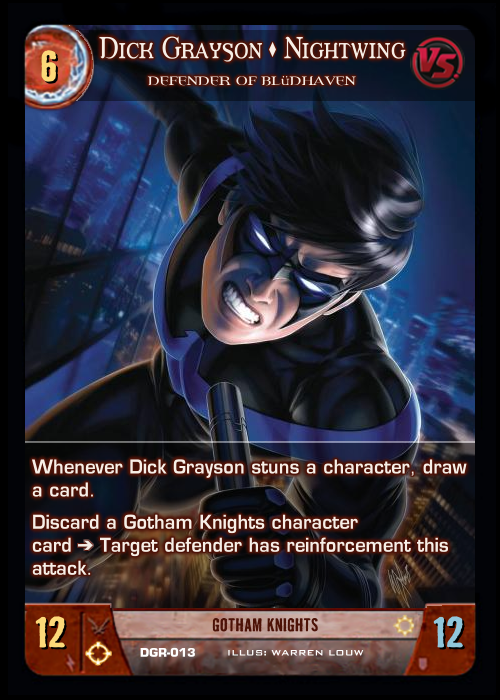 6
Dick Grayson ♦ Nightwing
VS.
Defender of Blüdhaven
Whenever Dick Grayson stuns a character, draw
a card.
Discard a Gotham Knights character
card ➔ Target defender has reinforcement this
attack.
12
GOTHAM KNIGHTS
12
DGR-013
ILLUS: WARREN LOUW